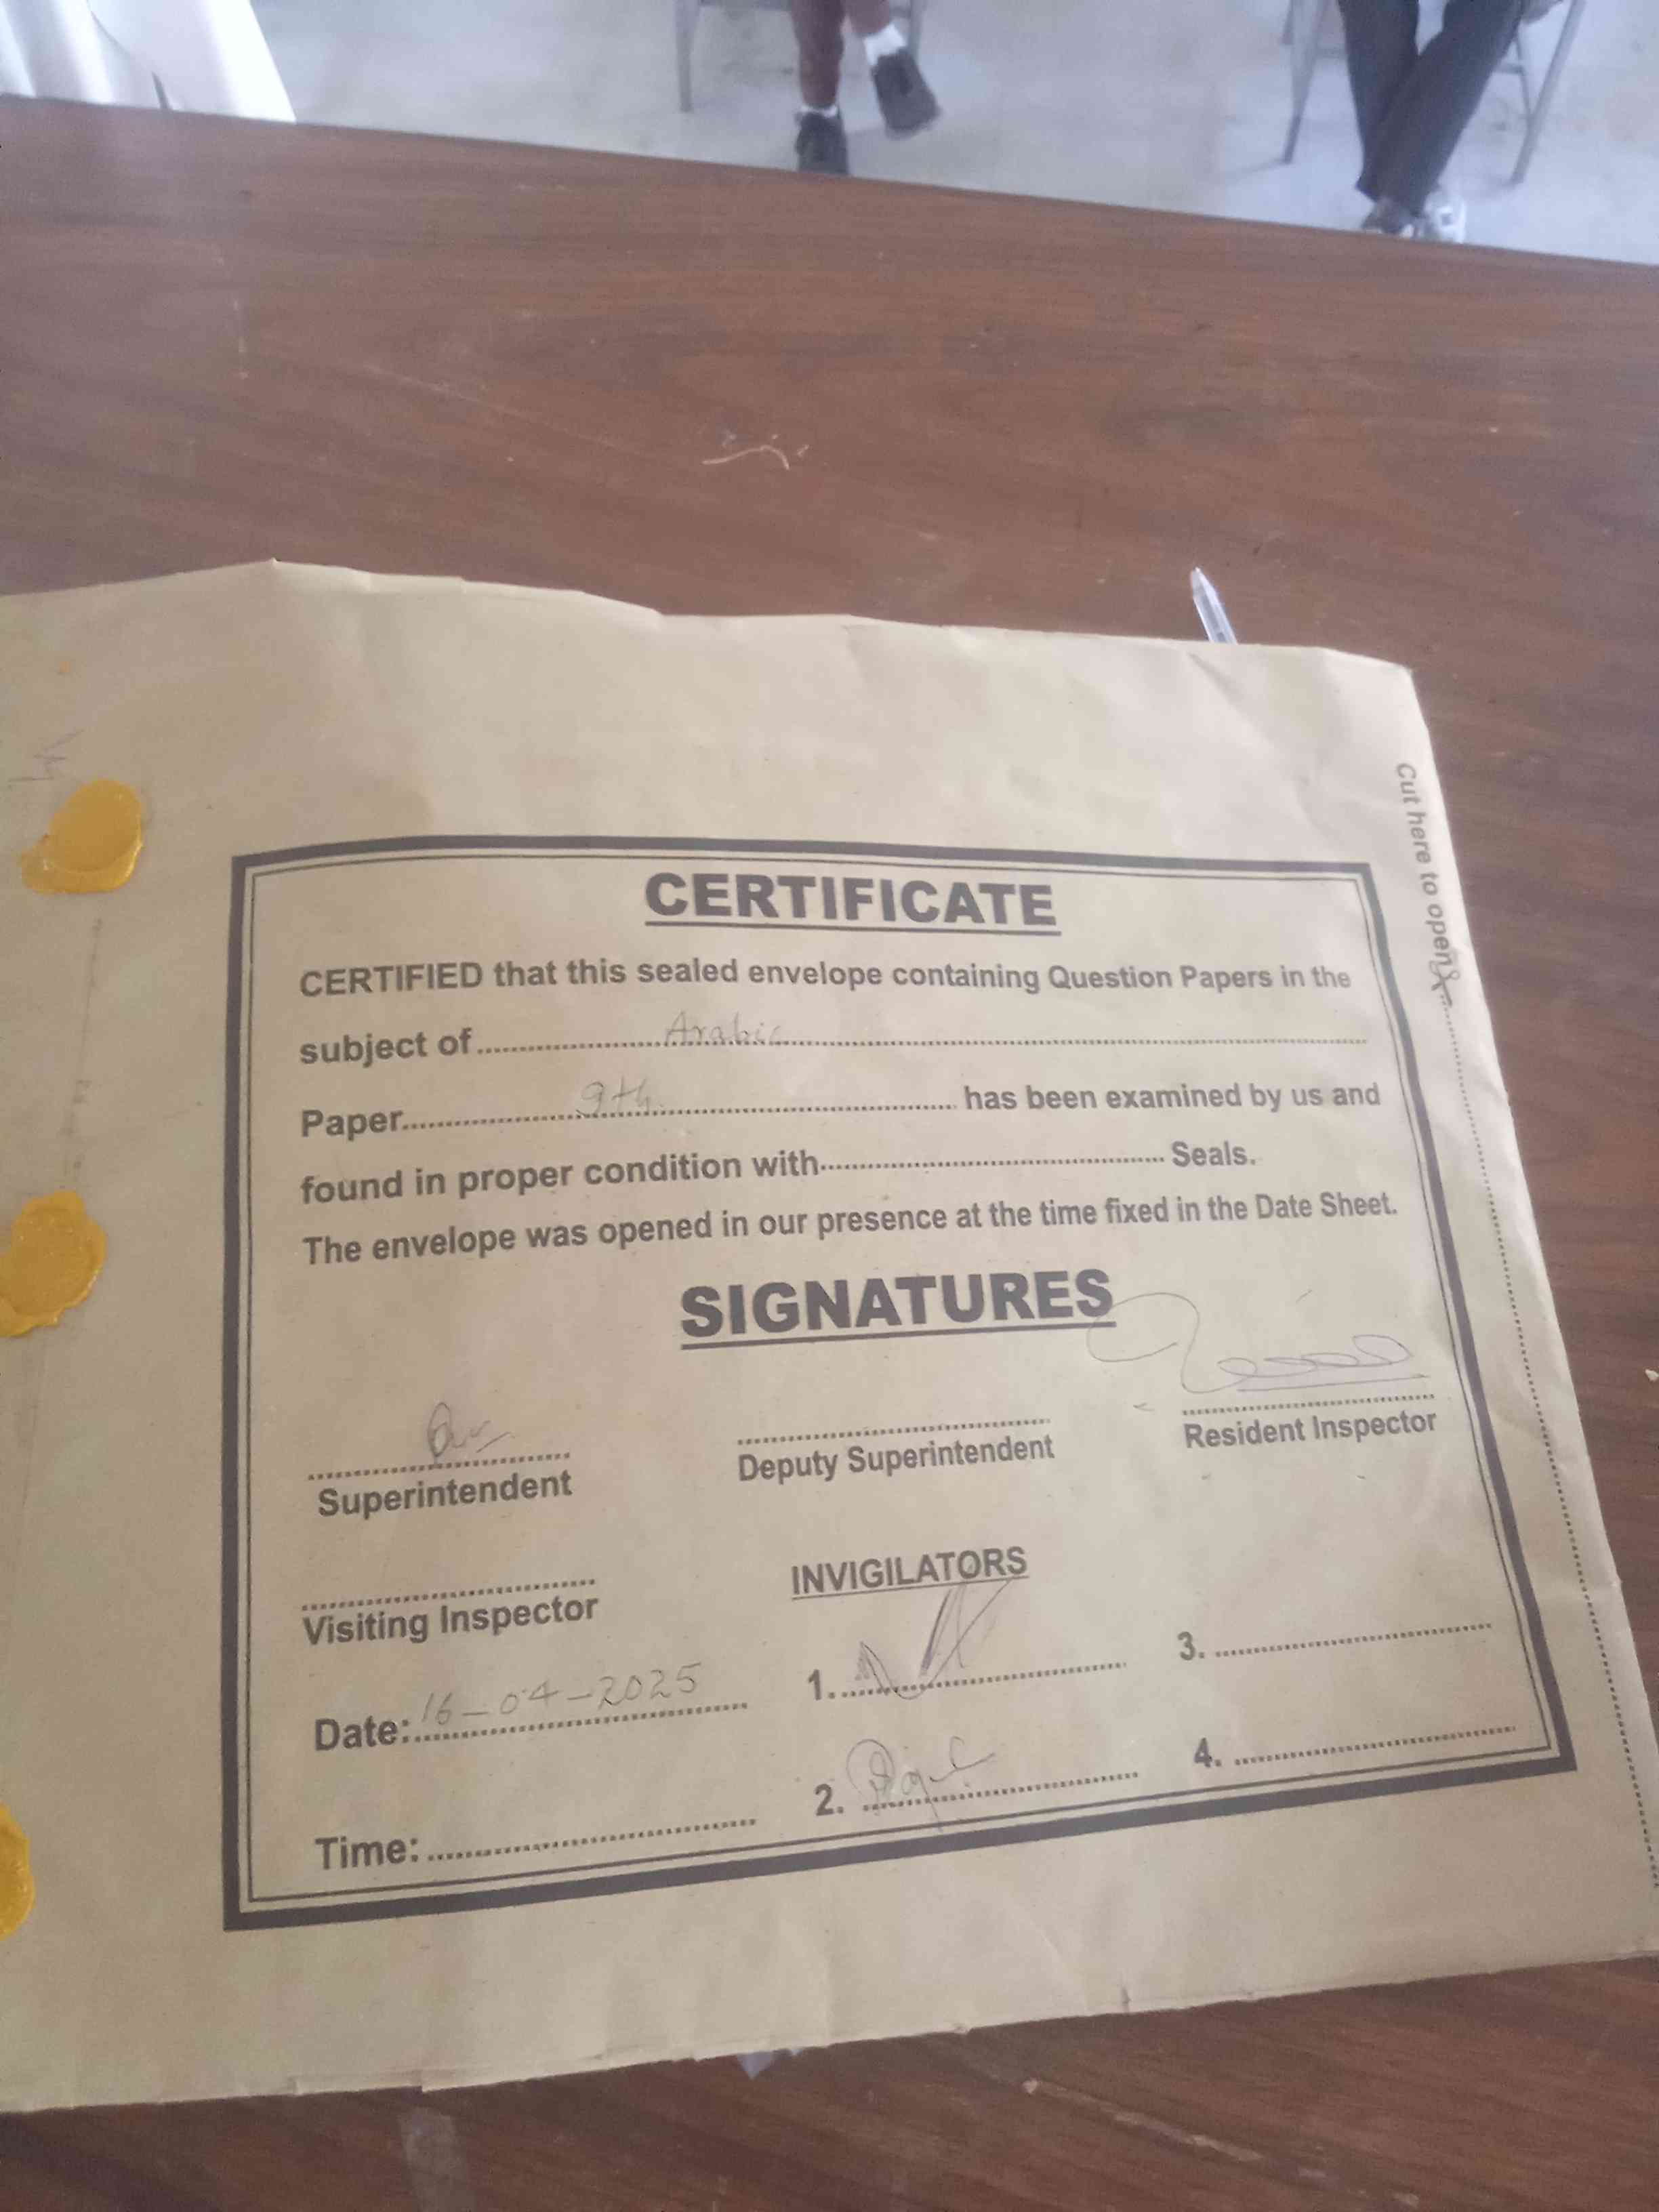 Cut here to open
CERTIFICATE
CERTIFIED that this sealed envelope containing Question Papers in the
subject of....................Arabic....................
Paper....................9th.................... has been examined by us and
found in proper condition with.................... Seals.
The envelope was opened in our presence at the time fixed in the Date Sheet.
SIGNATURES
Superintendent
Deputy Superintendent
Resident Inspector
Visiting Inspector
INVIGILATORS
Date: 16-04-2025
1.
3.
Time:....................
2.
4.